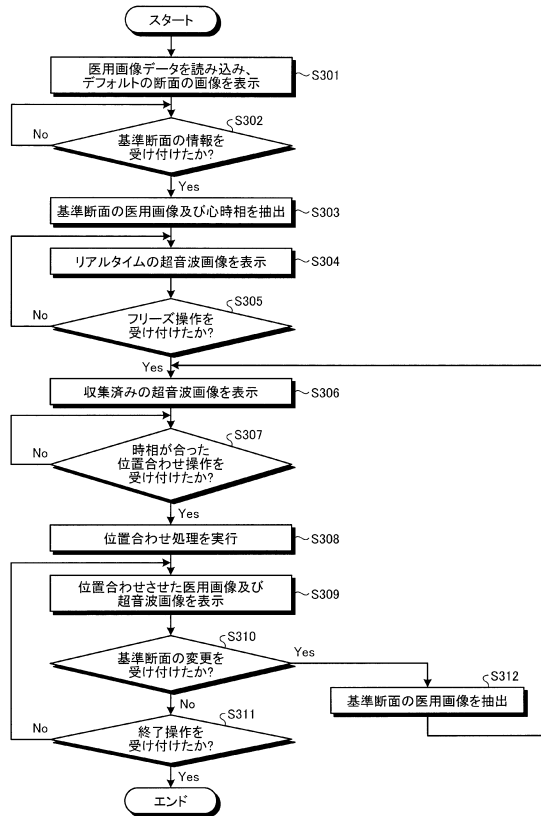 スタート
医用画像データを読み込み、
デフォルトの断面の画像を表示
S301
S302
基準断面の情報を
受け付けたか?
No
Yes
基準断面の医用画像及び心時相を抽出
S303
リアルタイムの超音波画像を表示
S304
S305
フリーズ操作を
受け付けたか?
No
Yes
収集済みの超音波画像を表示
S306
S307
時相が合った
位置合わせ操作を
受け付けたか?
No
Yes
位置合わせ処理を実行
S308
位置合わせさせた医用画像及び
超音波画像を表示
S309
S310
基準断面の変更を
受け付けたか?
Yes
No
S312
基準断面の医用画像を抽出
S311
終了操作を
受け付けたか?
No
Yes
エンド